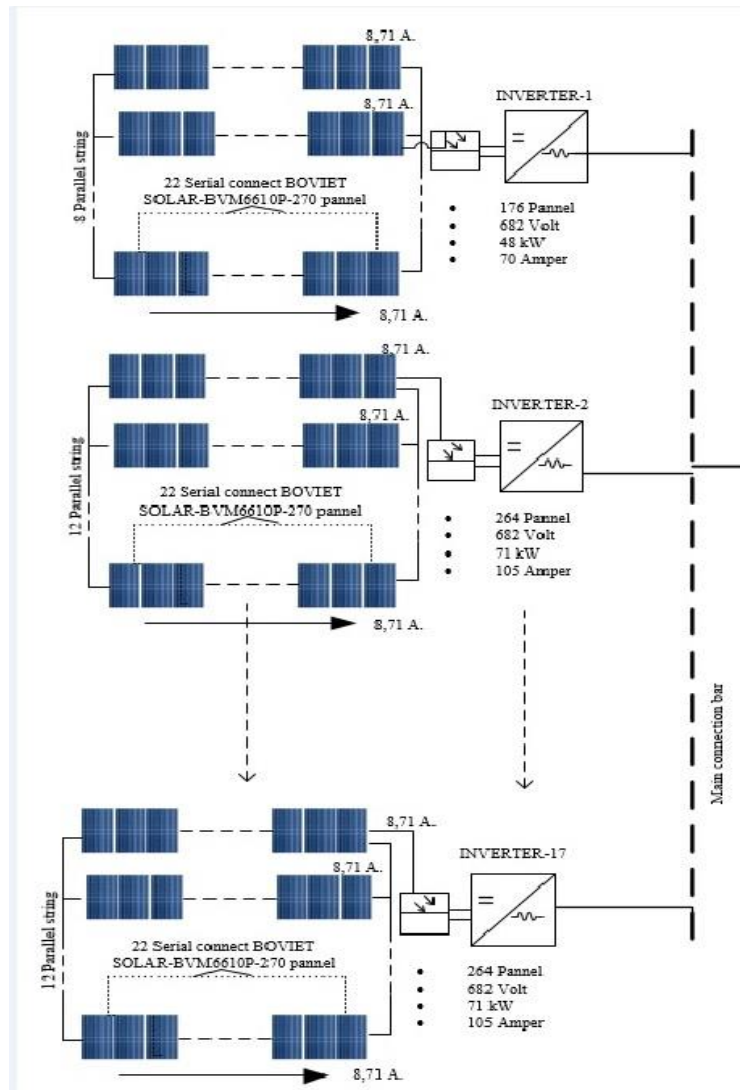 8,71 A.
8,71 A.
INVERTER-1
8 Parallel string
22 Serial connect BOVIET
SOLAR-BVM6610P-270 pannel
• 176 Pannel
• 682 Volt
• 48 kW
• 70 Amper
8,71 A.
8,71 A.
8,71 A.
INVERTER-2
12 Parallel string
22 Serial connect BOVIET
SOLAR-BVM6610P-270 pannel
• 264 Pannel
• 682 Volt
• 71 kW
• 105 Amper
8,71 A.
Main connection bar
8,71 A.
8,71 A.
INVERTER-17
12 Parallel string
22 Serial connect BOVIET
SOLAR-BVM6610P-270 pannel
• 264 Pannel
• 682 Volt
• 71 kW
• 105 Amper
8,71 A.